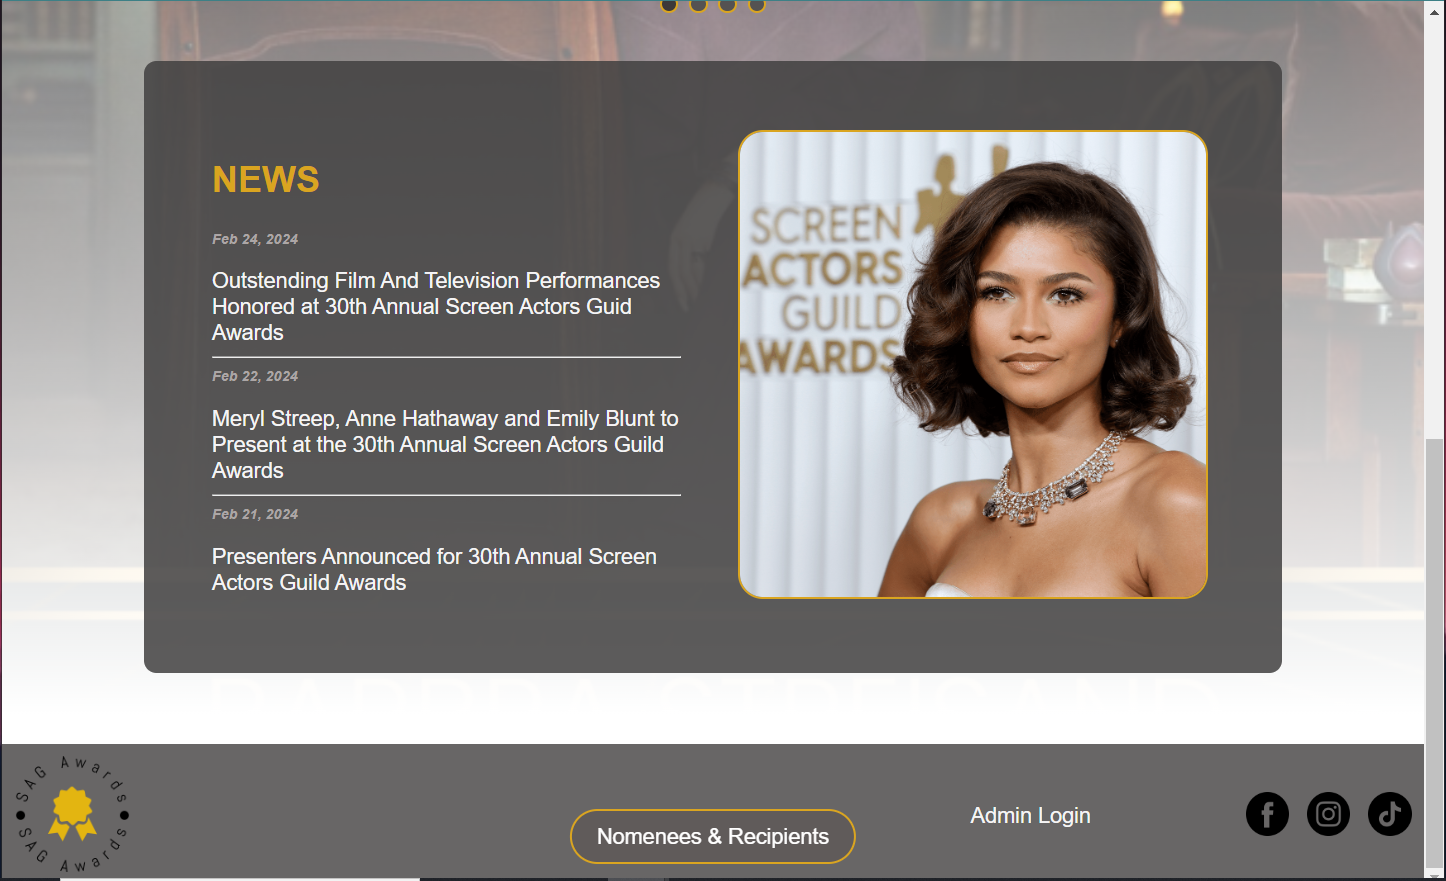 NEWS
Feb 24, 2024
Outstanding Film And Television Performances
Honored at 30th Annual Screen Actors Guid
Awards
Feb 22, 2024
Meryl Streep, Anne Hathaway and Emily Blunt to
Present at the 30th Annual Screen Actors Guild
Awards
Feb 21, 2024
Presenters Announced for 30th Annual Screen
Actors Guild Awards
SCREEN
ACTORS
GUILD
AWARDS
SAG Awards
SAG Awards
Nomenees & Recipients
Admin Login